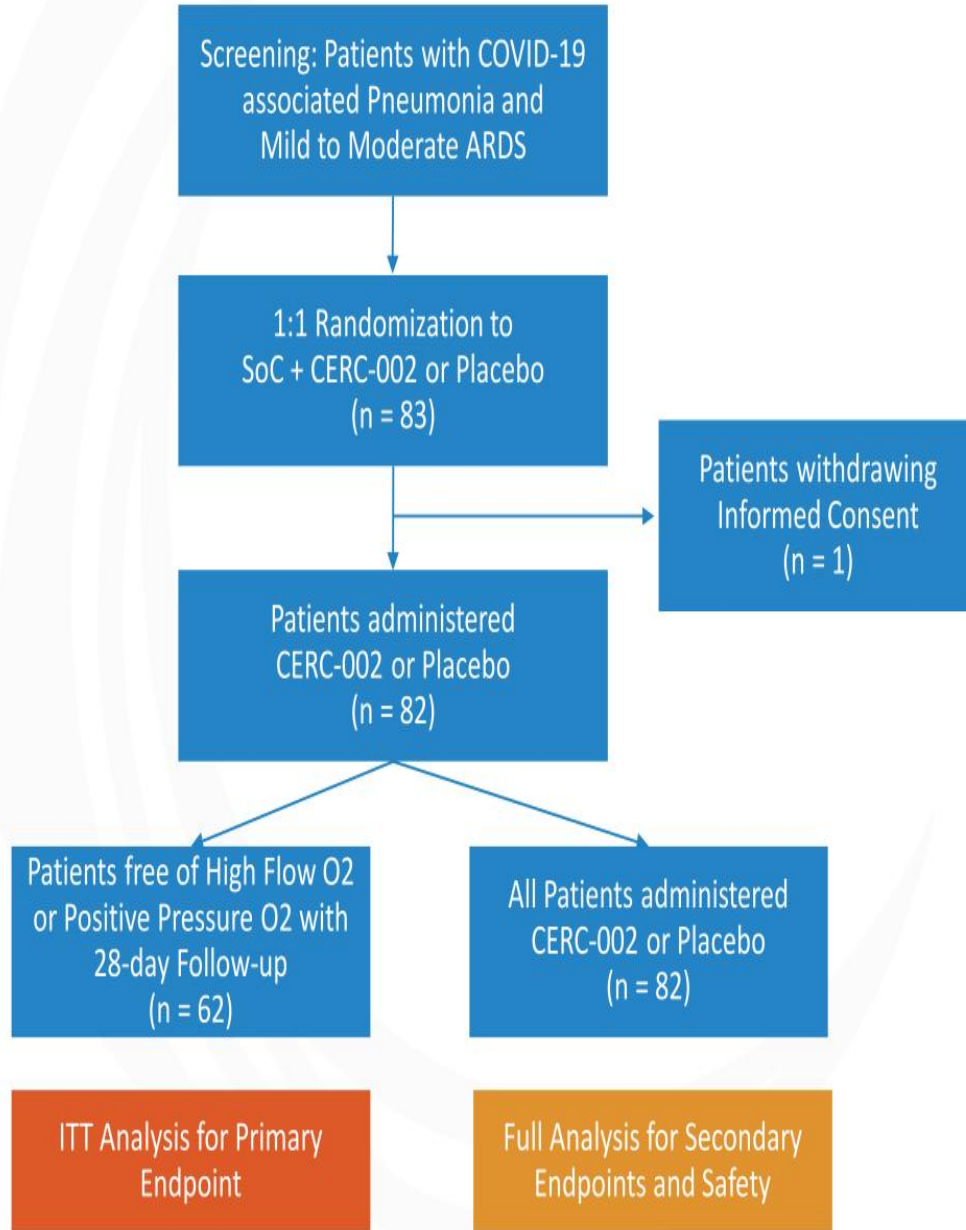 Screening: Patients with COVID-19
associated Pneumonia and
Mild to Moderate ARDS
1:1 Randomization to
SoC + CERC-002 or Placebo
(n = 83)
Patients withdrawing
Informed Consent
(n = 1)
Patients administered
CERC-002 or Placebo
(n = 82)
Patients free of High Flow O2
or Positive Pressure O2 with
28-day Follow-up
(n = 62)
All Patients administered
CERC-002 or Placebo
(n = 82)
ITT Analysis for Primary
Endpoint
Full Analysis for Secondary
Endpoints and Safety